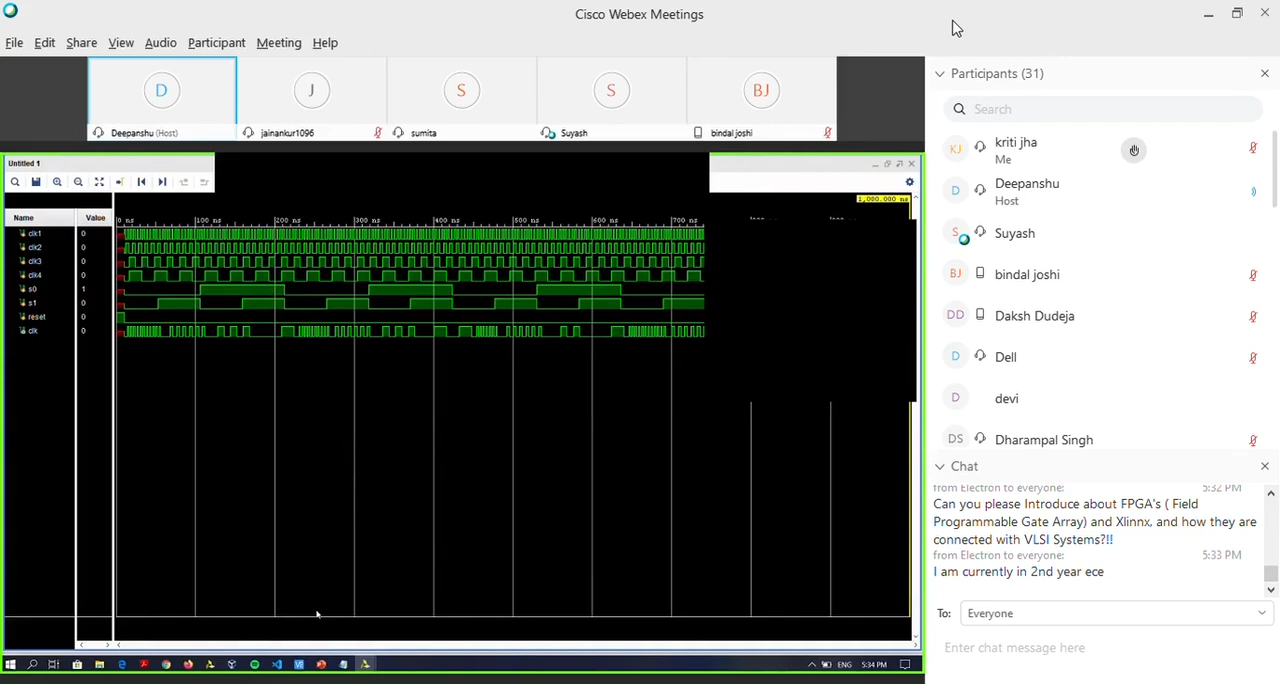 Cisco Webex Meetings
File Edit Share View Audio Participant Meeting Help
D J S S BJ
Deepanshu (Host) jainankur1096 sumita Suyash bindal joshi
Untitled 1
1,000.000 ns
Name Value
0 ns 100 ns 200 ns 300 ns 400 ns 500 ns 600 ns 700 ns
clk1 0
clk2 0
clk3 0
clk4 0
s0 1
s1 0
reset 0
clk 0
ENG 5:34 PM
Participants (31)
Search
KJ kriti jha
Me
D Deepanshu
Host
S Suyash
BJ bindal joshi
DD Daksh Dudeja
D Dell
D devi
DS Dharampal Singh
Chat
from Electron to everyone: 5:32 PM
Can you please Introduce about FPGA's ( Field
Programmable Gate Array) and Xlinnx, and how they are
connected with VLSI Systems?!!
from Electron to everyone: 5:33 PM
I am currently in 2nd year ece
To: Everyone
Enter chat message here